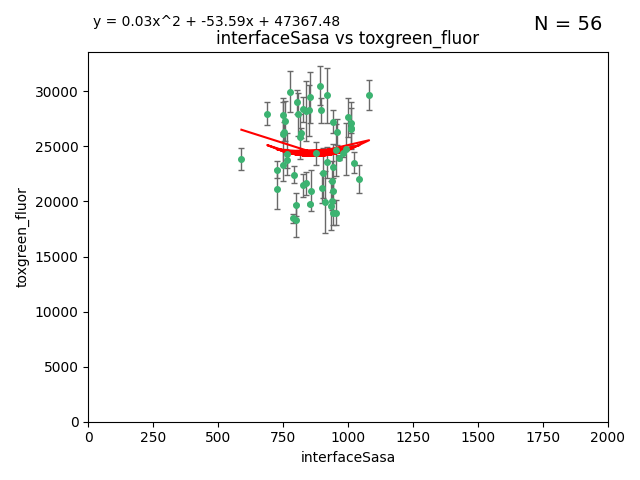 y = 0.03x^2 + -53.59x + 47367.48
N = 56
interfaceSasa vs toxgreen_fluor
toxgreen_fluor
30000
25000
20000
15000
10000
5000
0
0 250 500 750 1000 1250 1500 1750 2000
interfaceSasa